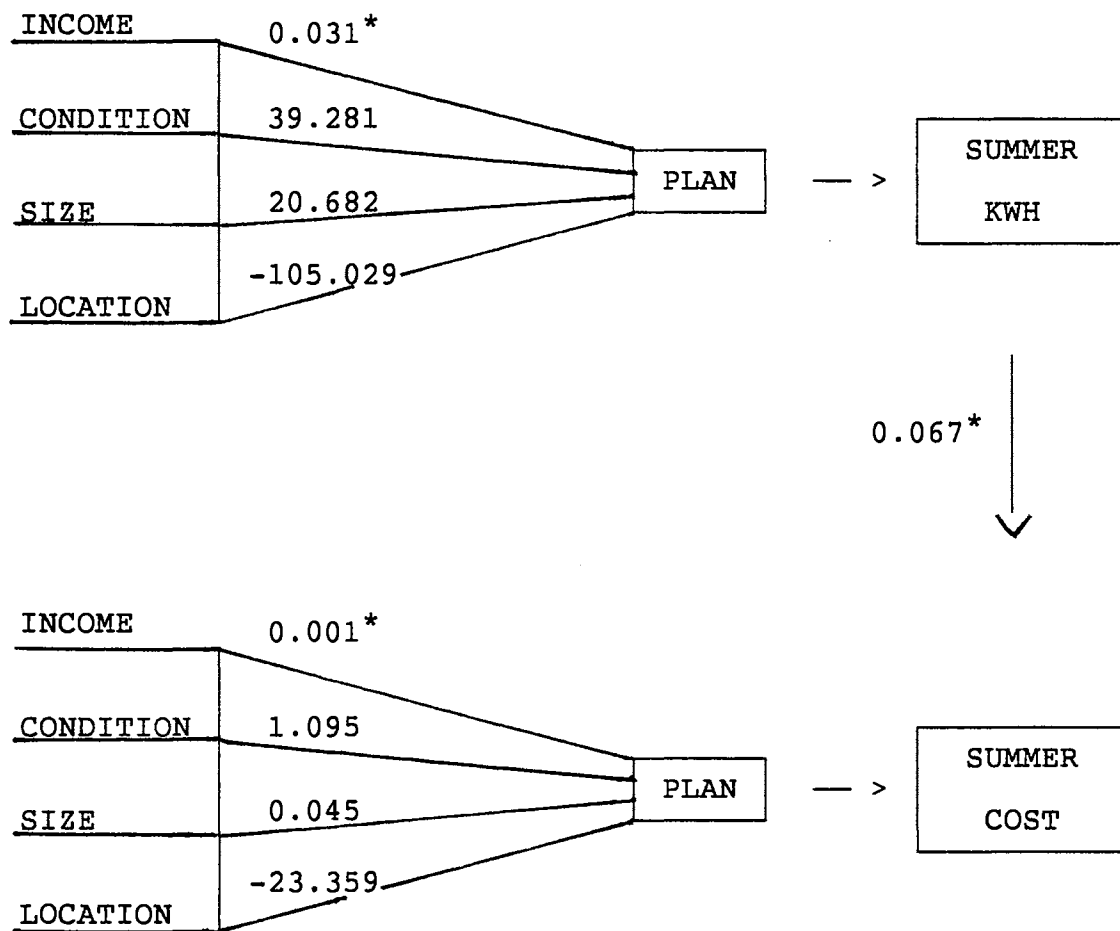 INCOME 0.031*
CONDITION 39.281
SUMMER
PLAN — >
SIZE 20.682
KWH
-105.029
LOCATION
0.067*
INCOME 0.001*
CONDITION 1.095
SUMMER
PLAN — >
SIZE 0.045
COST
-23.359
LOCATION